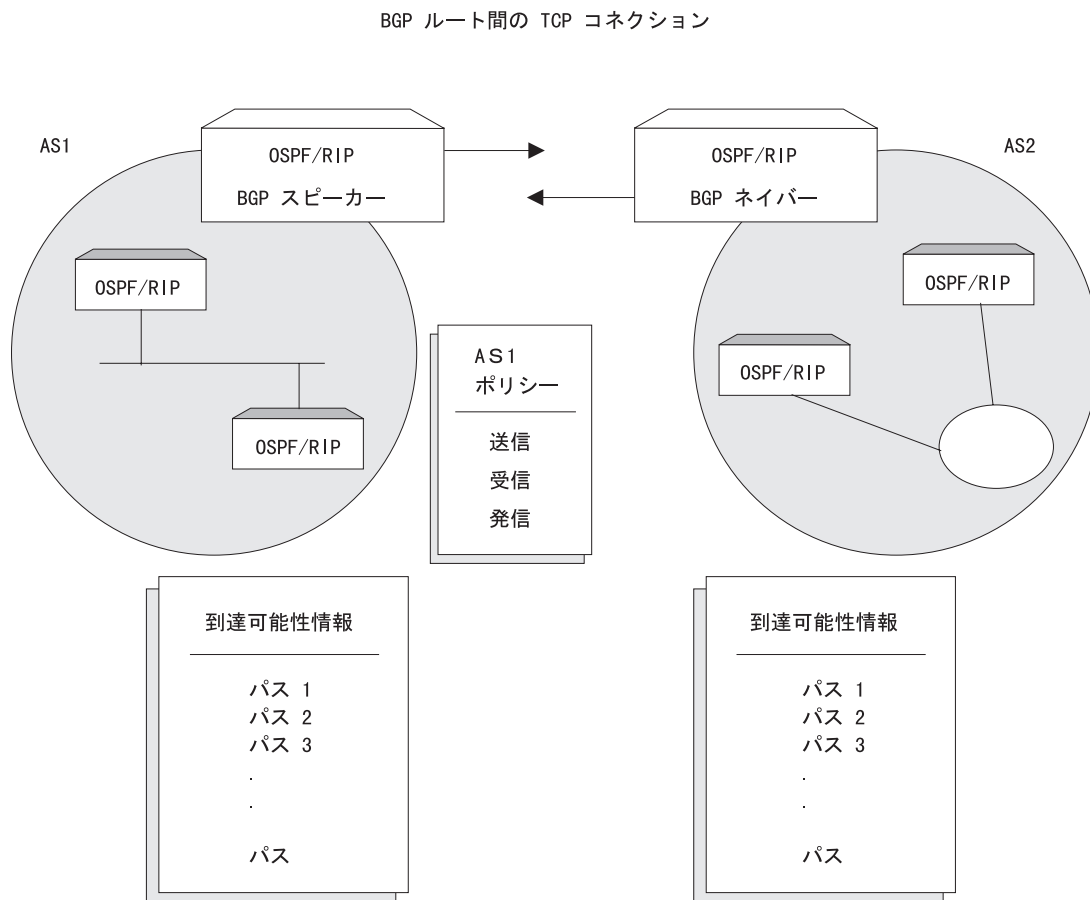 BGP ルート間の TCP コネクション
AS1
OSPF/RIP
BGP スピーカー
OSPF/RIP
BGP ネイバー
AS2
OSPF/RIP
OSPF/RIP
OSPF/RIP
OSPF/RIP
AS1
ポリシー
送信
受信
発信
到達可能性情報
パス 1
パス 2
パス 3
.
.
パス
到達可能性情報
パス 1
パス 2
パス 3
.
.
パス